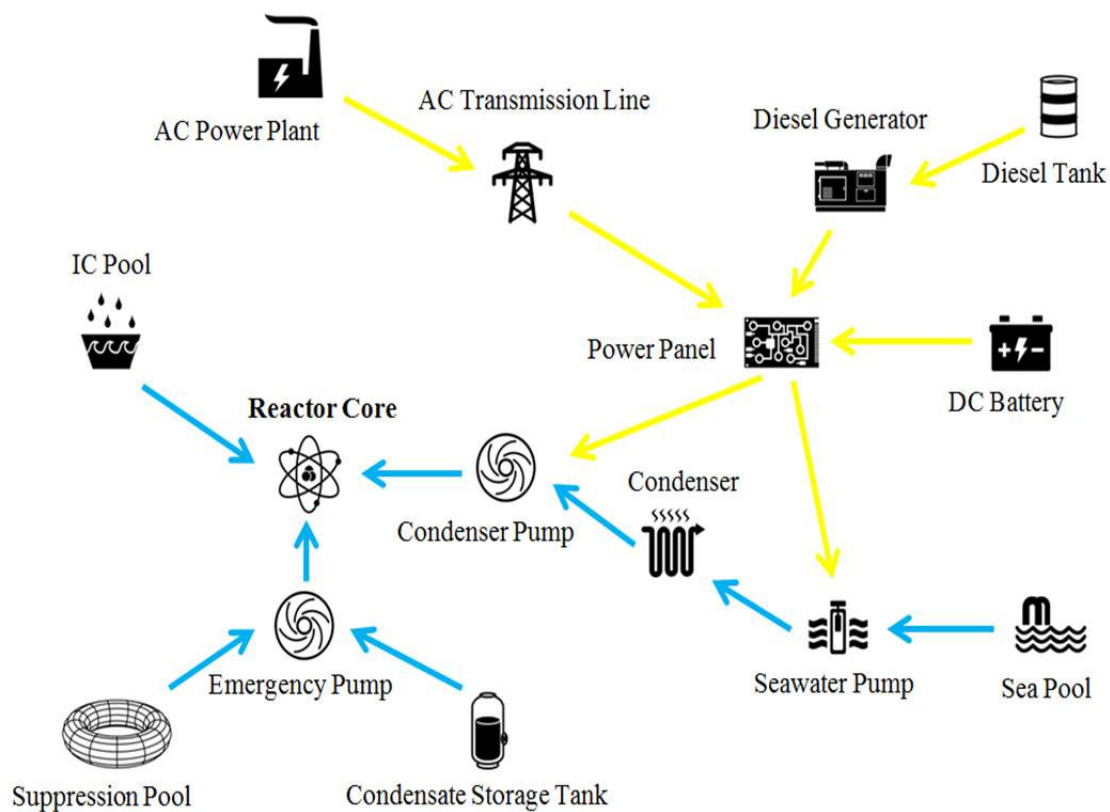 AC Transmission Line
AC Power Plant
Diesel Generator
Diesel Tank
IC Pool
Power Panel
DC Battery
Reactor Core
Condenser
Condenser Pump
Emergency Pump
Seawater Pump
Sea Pool
Suppression Pool
Condensate Storage Tank